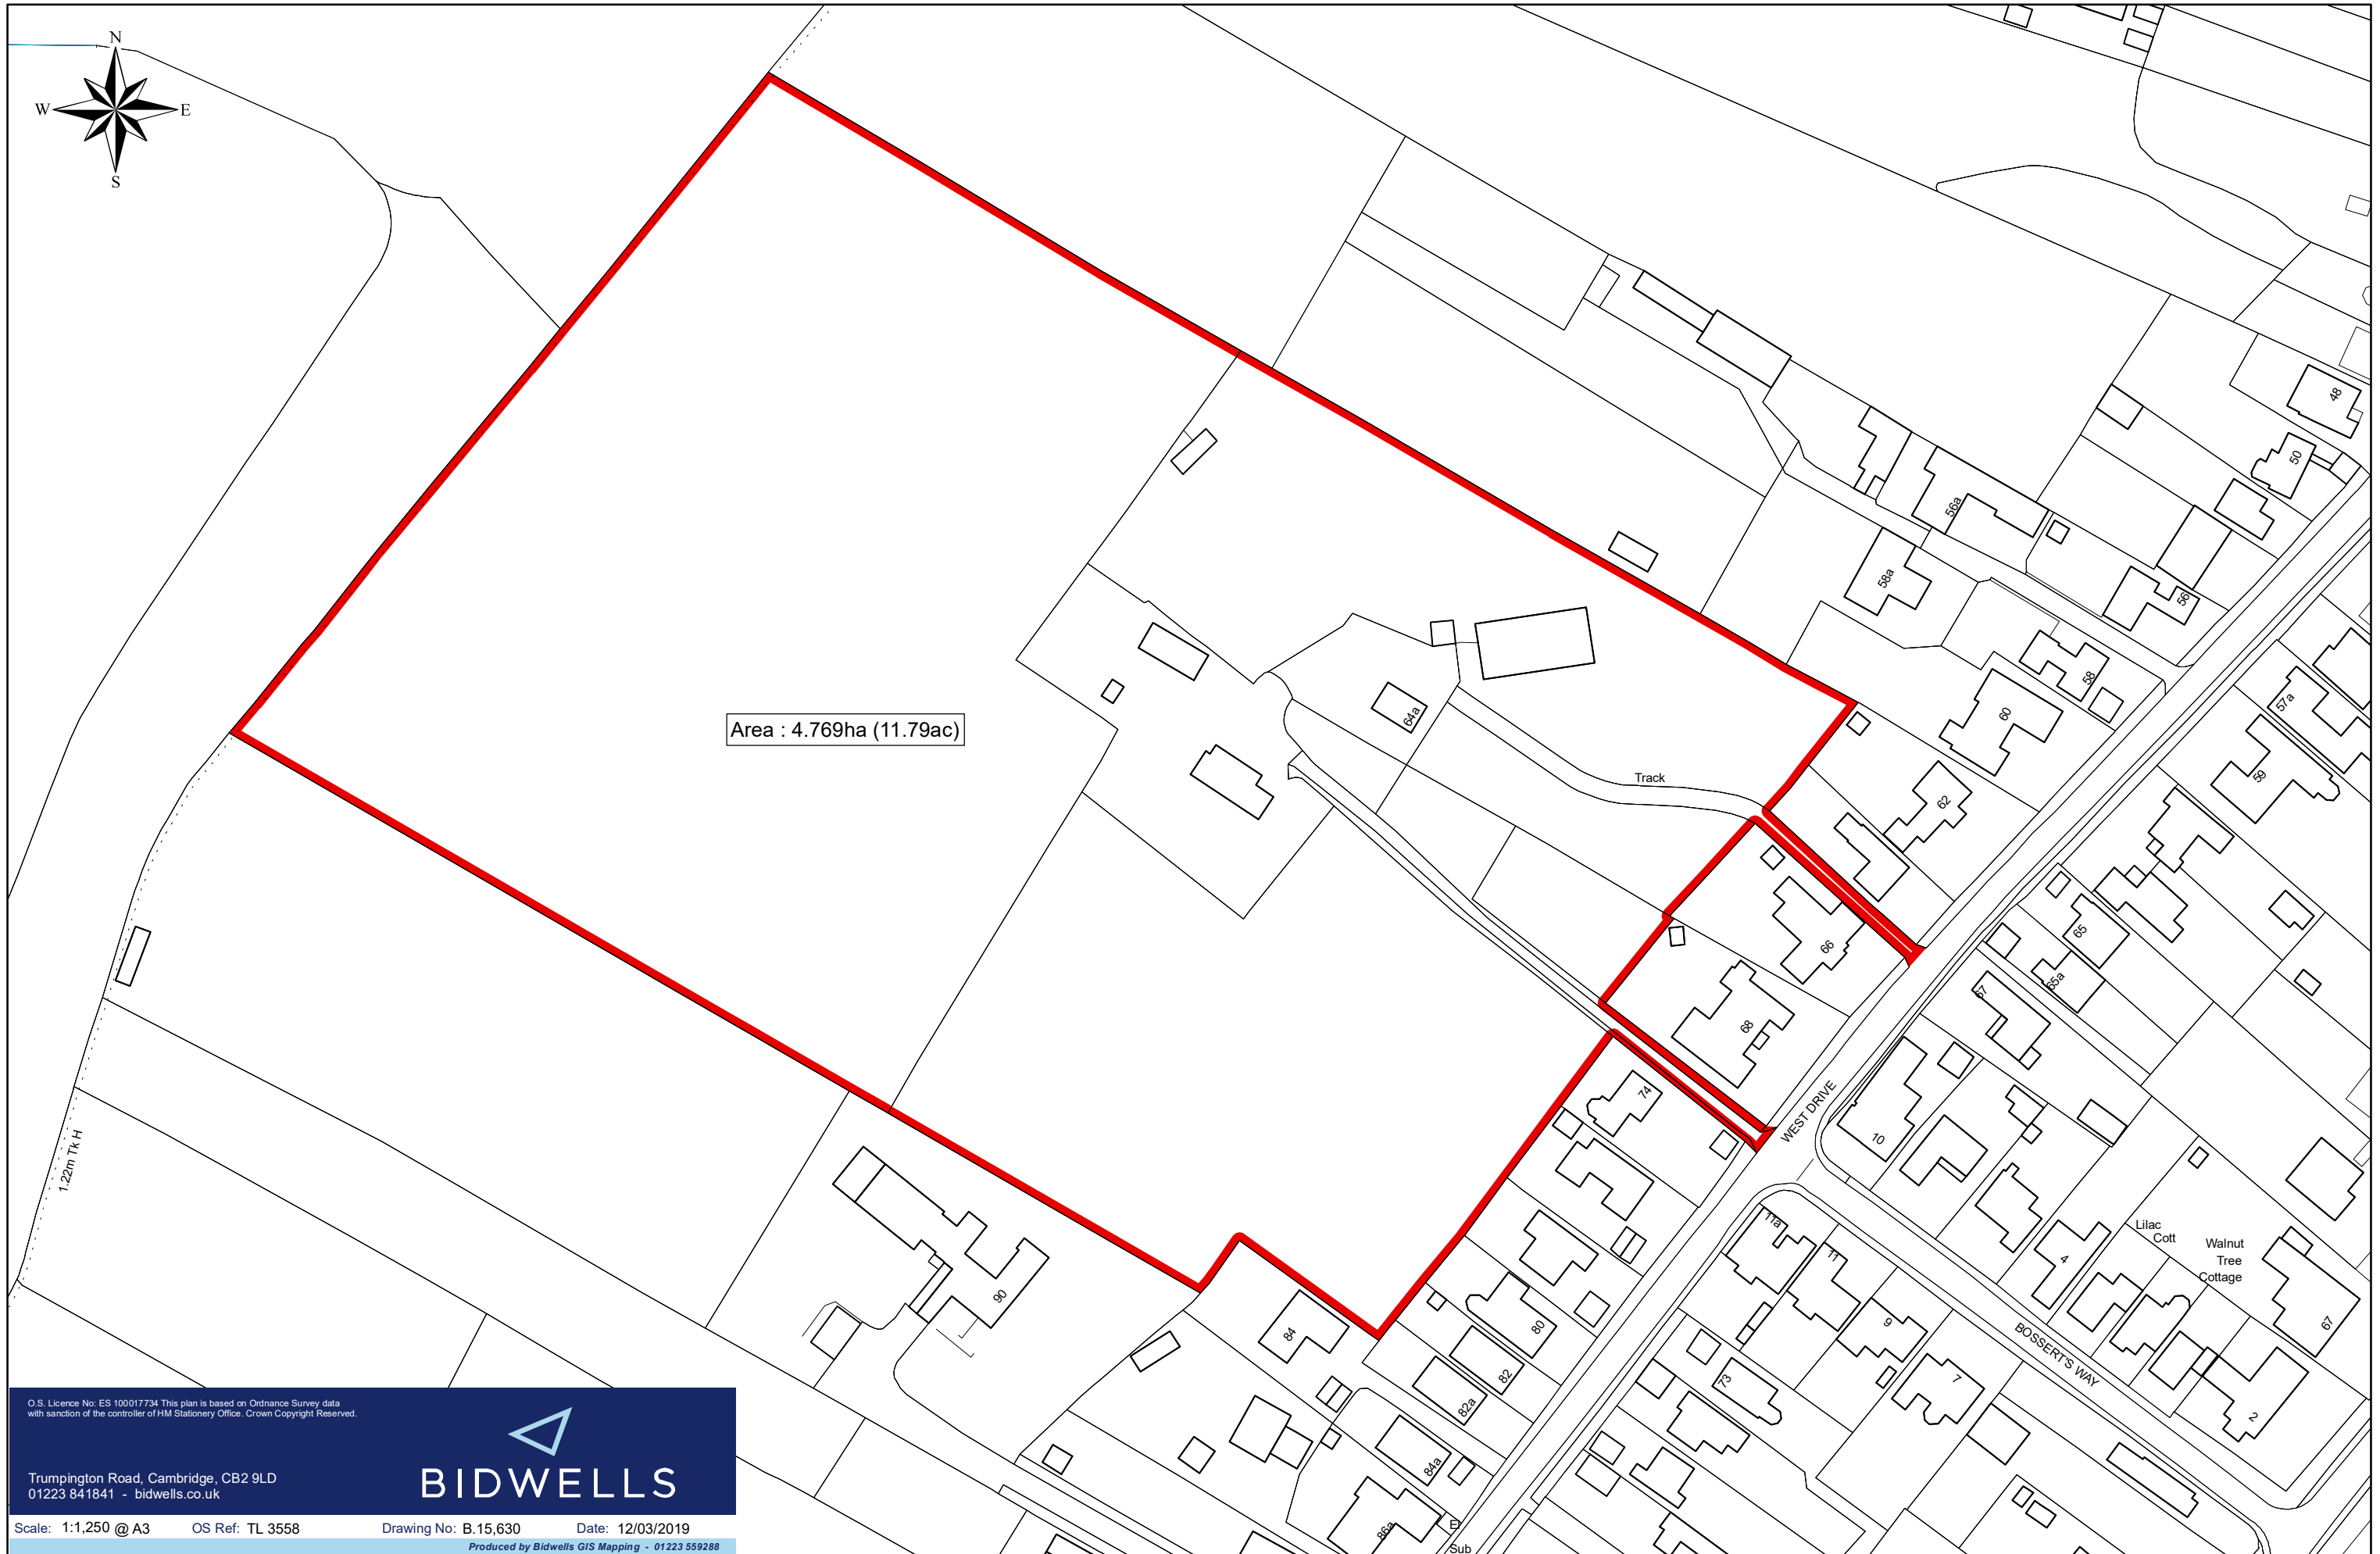 N
W E
S
48
50
56a
58a
56
58
57a
60
59
62
64a
Area : 4.769ha (11.79ac)
Track
65
66
65a
67
68
74
WEST DRIVE
10
1.22m Tk H
11a
11
Lilac
Cott
Walnut
Tree
Cottage
4
90
84
80
9
67
BOSSERTS WAY
82
73
7
82a
2
84a
86a
El
Sub
O.S. Licence No: ES 100017734 This plan is based on Ordnance Survey data
with sanction of the controller of HM Stationery Office. Crown Copyright Reserved.
Trumpington Road, Cambridge, CB2 9LD
01223 841841 - bidwells.co.uk
BIDWELLS
Scale: 1:1,250 @ A3 OS Ref: TL 3558 Drawing No: B.15,630 Date: 12/03/2019
Produced by Bidwells GIS Mapping - 01223 559288